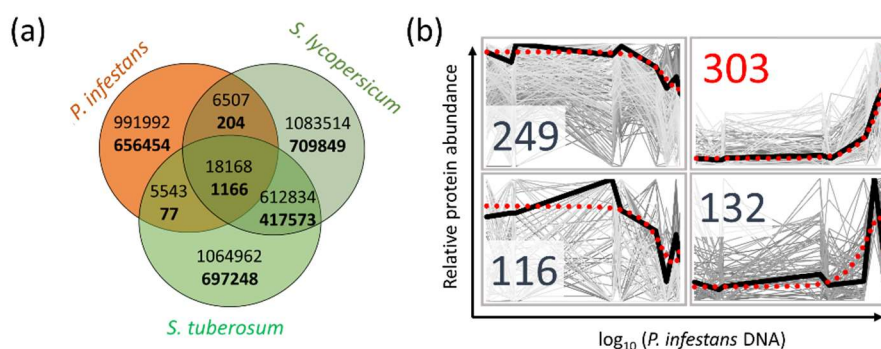 (a)
P. infestans
S. lycopersicum
991992
656454
6507
204
1083514
709849
18168
1166
5543
77
612834
417573
1064962
697248
S. tuberosum
(b)
Relative protein abundance
249
303
116
132
log₁₀ (P. infestans DNA)